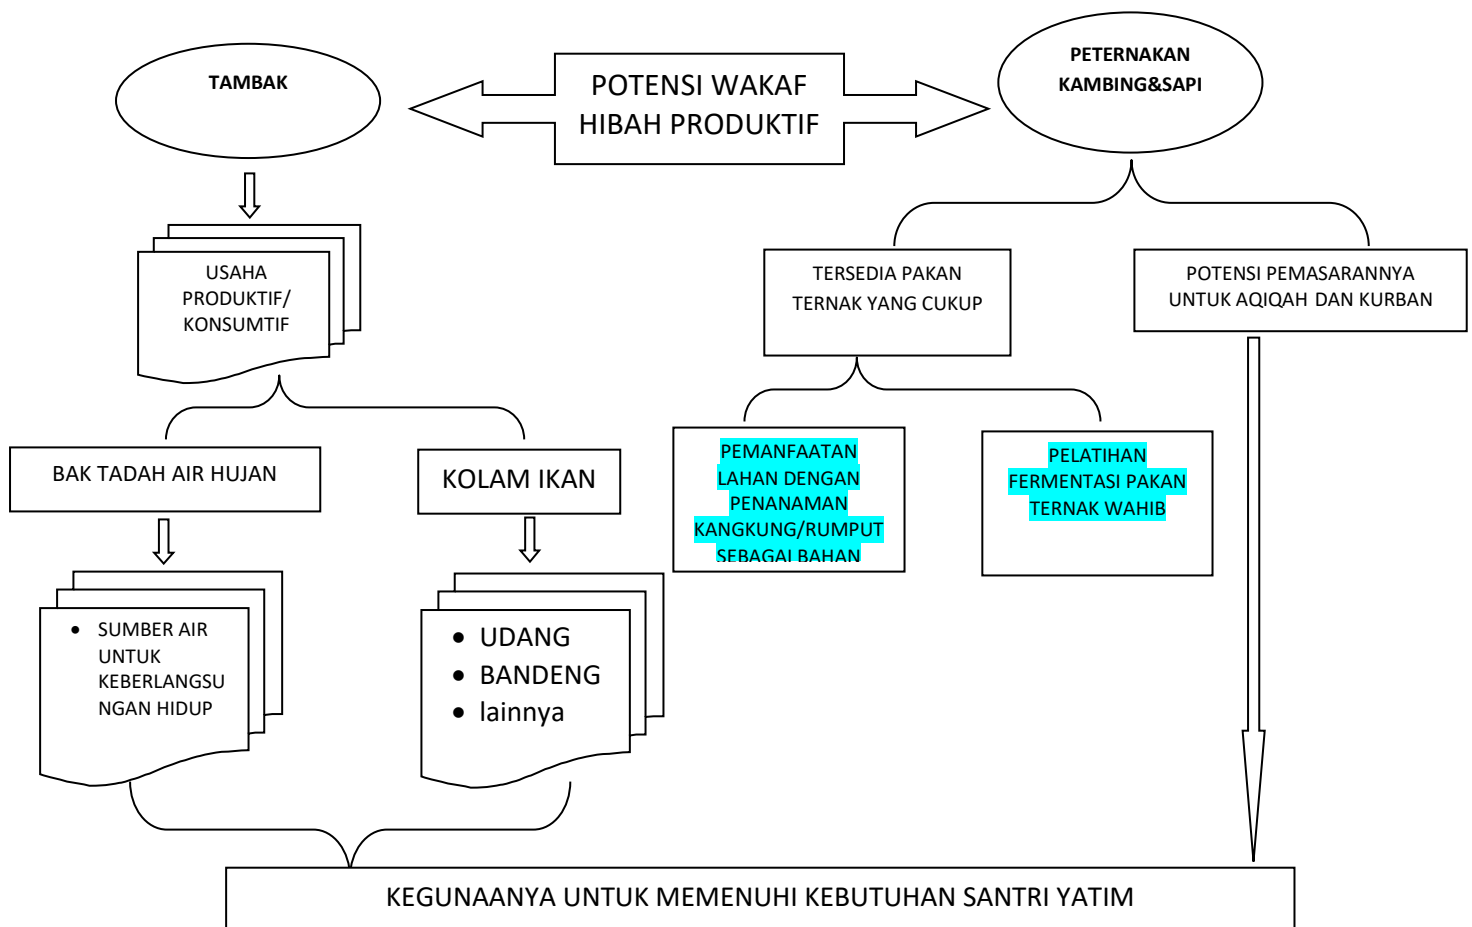 TAMBAK
POTENSI WAKAF
HIBAH PRODUKTIF
PETERNAKAN
KAMBING&SAPI
USAHA
PRODUKTIF/
KONSUMTIF
TERSEDIA PAKAN
TERNAK YANG CUKUP
POTENSI PEMASARANNYA
UNTUK AQIQAH DAN KURBAN
BAK TADAH AIR HUJAN
KOLAM IKAN
PEMANFAATAN
LAHAN DENGAN
PENANAMAN
KANGKUNG/RUMPUT
SEBAGAI BAHAN
PELATIHAN
FERMENTASI PAKAN
TERNAK WAHIB
• SUMBER AIR
UNTUK
KEBERLANGSU
NGAN HIDUP
• UDANG
• BANDENG
• lainnya
KEGUNAANYA UNTUK MEMENUHI KEBUTUHAN SANTRI YATIM